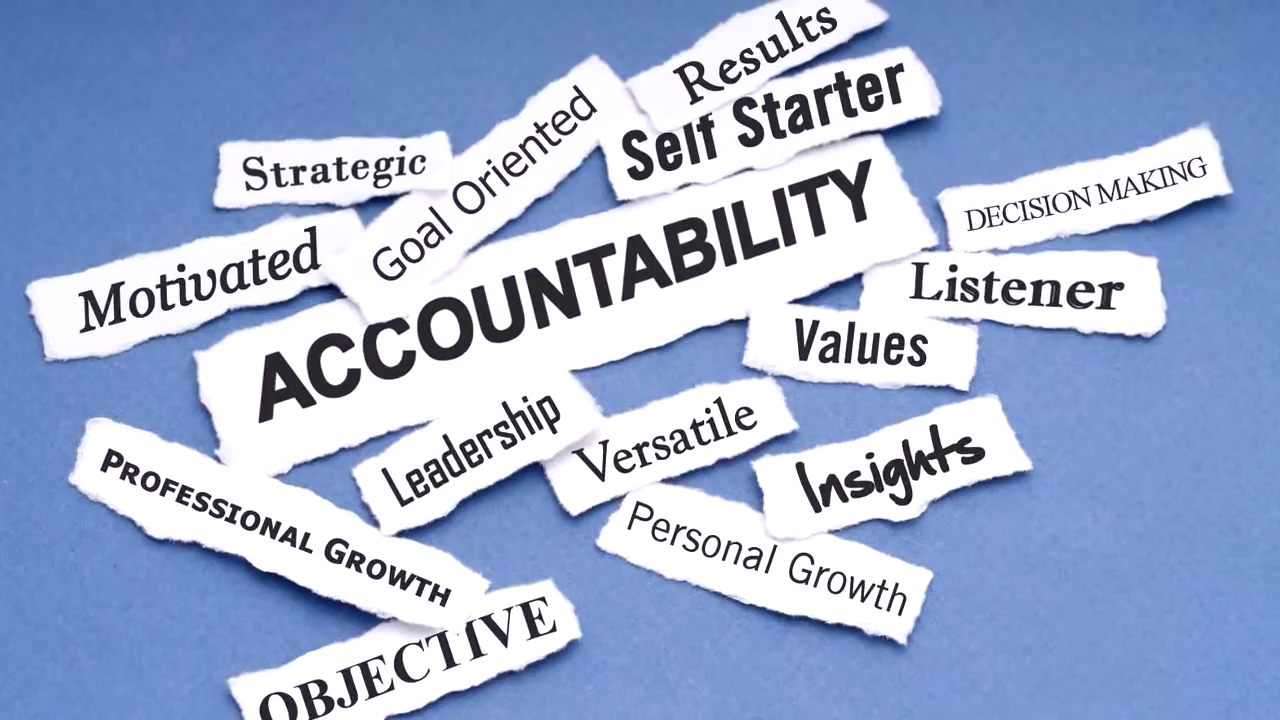 Results
Self Starter
Goal Oriented
Strategic
DECISION MAKING
Motivated
ACCOUNTABILITY
Listener
Values
Leadership
Versatile
Insights
PROFESSIONAL GROWTH
Personal Growth
OBJECTIVE